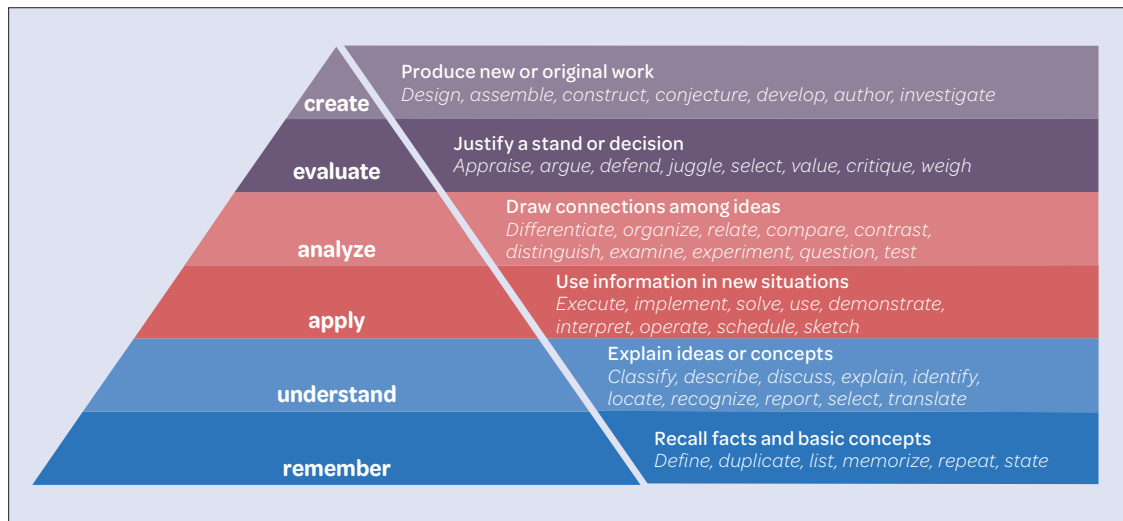 create
Produce new or original work
Design, assemble, construct, conjecture, develop, author, investigate
evaluate
Justify a stand or decision
Appraise, argue, defend, juggle, select, value, critique, weigh
analyze
Draw connections among ideas
Differentiate, organize, relate, compare, contrast,
distinguish, examine, experiment, question, test
apply
Use information in new situations
Execute, implement, solve, use, demonstrate,
interpret, operate, schedule, sketch
understand
Explain ideas or concepts
Classify, describe, discuss, explain, identify,
locate, recognize, report, select, translate
remember
Recall facts and basic concepts
Define, duplicate, list, memorize, repeat, state